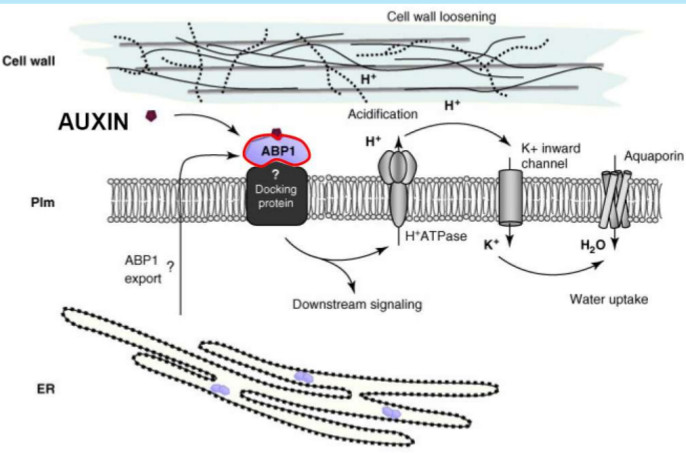 Cell wall loosening
Cell wall
H+
H+
Acidification
AUXIN
H+
ABP1
K+ inward
channel
Aquaporin
?
Docking
protein
Plm
H+ATPase
K+
H2O
ABP1
export
?
Downstream signaling
Water uptake
ER